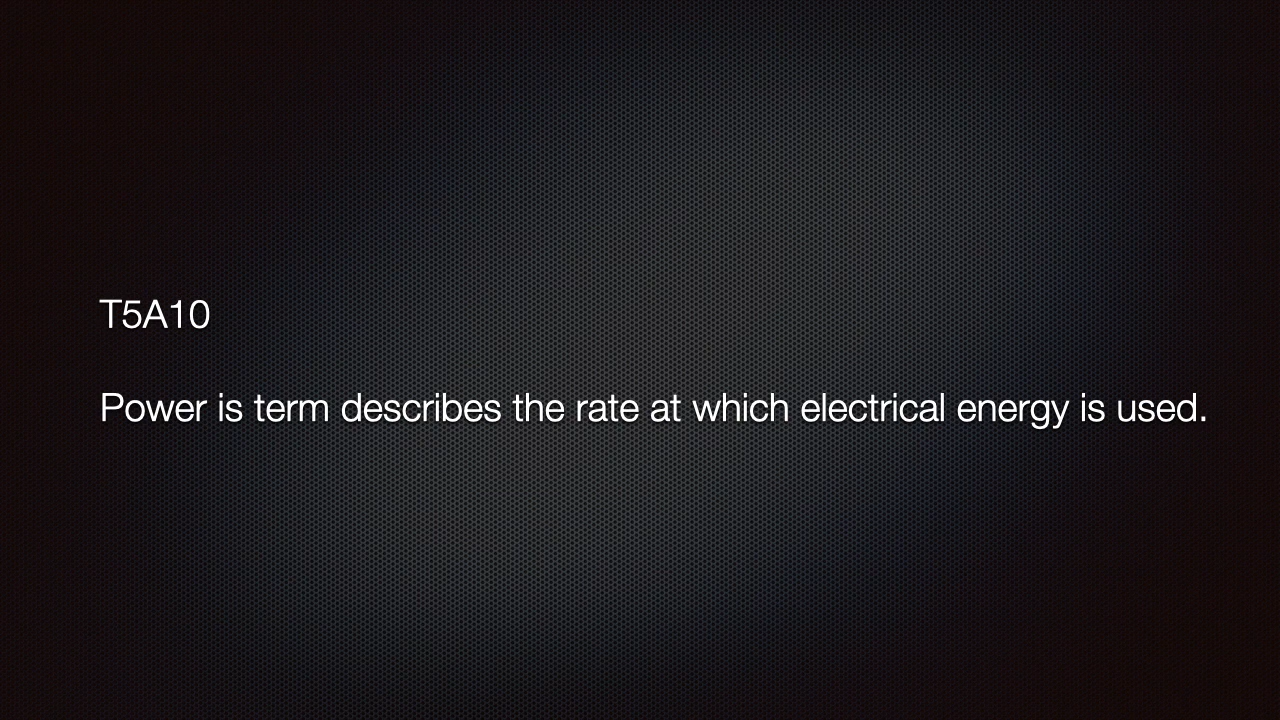 T5A10
Power is term describes the rate at which electrical energy is used.